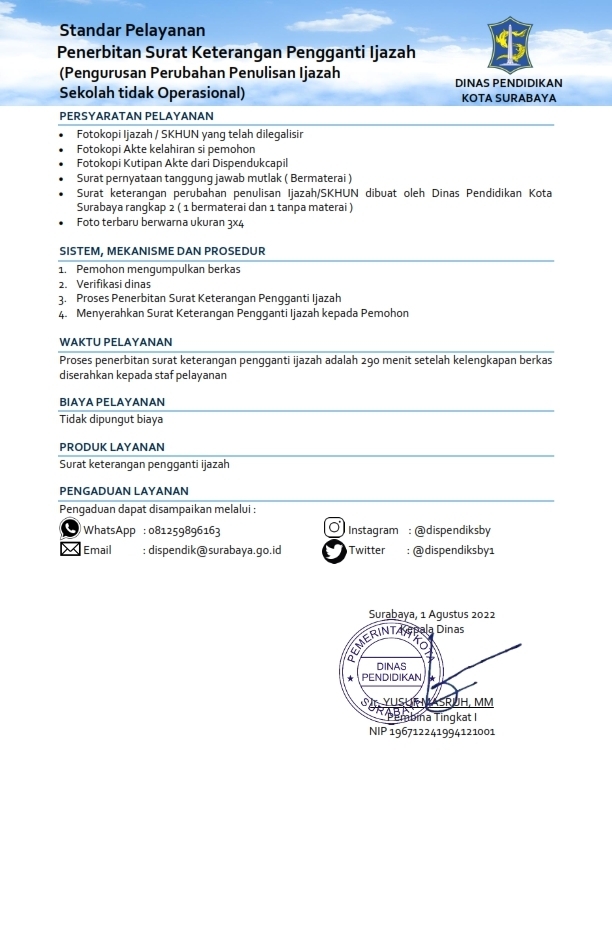 Standar Pelayanan
Penerbitan Surat Keterangan Pengganti Ijazah
(Pengurusan Perubahan Penulisan Ijazah
Sekolah tidak Operasional)
DINAS PENDIDIKAN
KOTA SURABAYA
PERSYARATAN PELAYANAN
• Fotokopi Ijazah / SKHUN yang telah dilegalisir
• Fotokopi Akte kelahiran si pemohon
• Fotokopi Kutipan Akte dari Dispendukcapil
• Surat pernyataan tanggung jawab mutlak ( Bermaterai )
• Surat keterangan perubahan penulisan Ijazah/SKHUN dibuat oleh Dinas Pendidikan Kota
Surabaya rangkap 2 ( 1 bermaterai dan 1 tanpa materai )
• Foto terbaru berwarna ukuran 3x4
SISTEM, MEKANISME DAN PROSEDUR
1. Pemohon mengumpulkan berkas
2. Verifikasi dinas
3. Proses Penerbitan Surat Keterangan Pengganti Ijazah
4. Menyerahkan Surat Keterangan Pengganti Ijazah kepada Pemohon
WAKTU PELAYANAN
Proses penerbitan surat keterangan pengganti ijazah adalah 290 menit setelah kelengkapan berkas
diserahkan kepada staf pelayanan
BIAYA PELAYANAN
Tidak dipungut biaya
PRODUK LAYANAN
Surat keterangan pengganti ijazah
PENGADUAN LAYANAN
Pengaduan dapat disampaikan melalui :
WhatsApp : 081259896163
Instagram : @dispendiksby
Email : dispendik@surabaya.go.id
Twitter : @dispendiksby1
Surabaya, 1 Agustus 2022
Kepala Dinas
PEMERINTAH KOTA
DINAS
PENDIDIKAN
SURABAYA
YUSUF MASRUH, MM
Pembina Tingkat I
NIP 196712241994121001